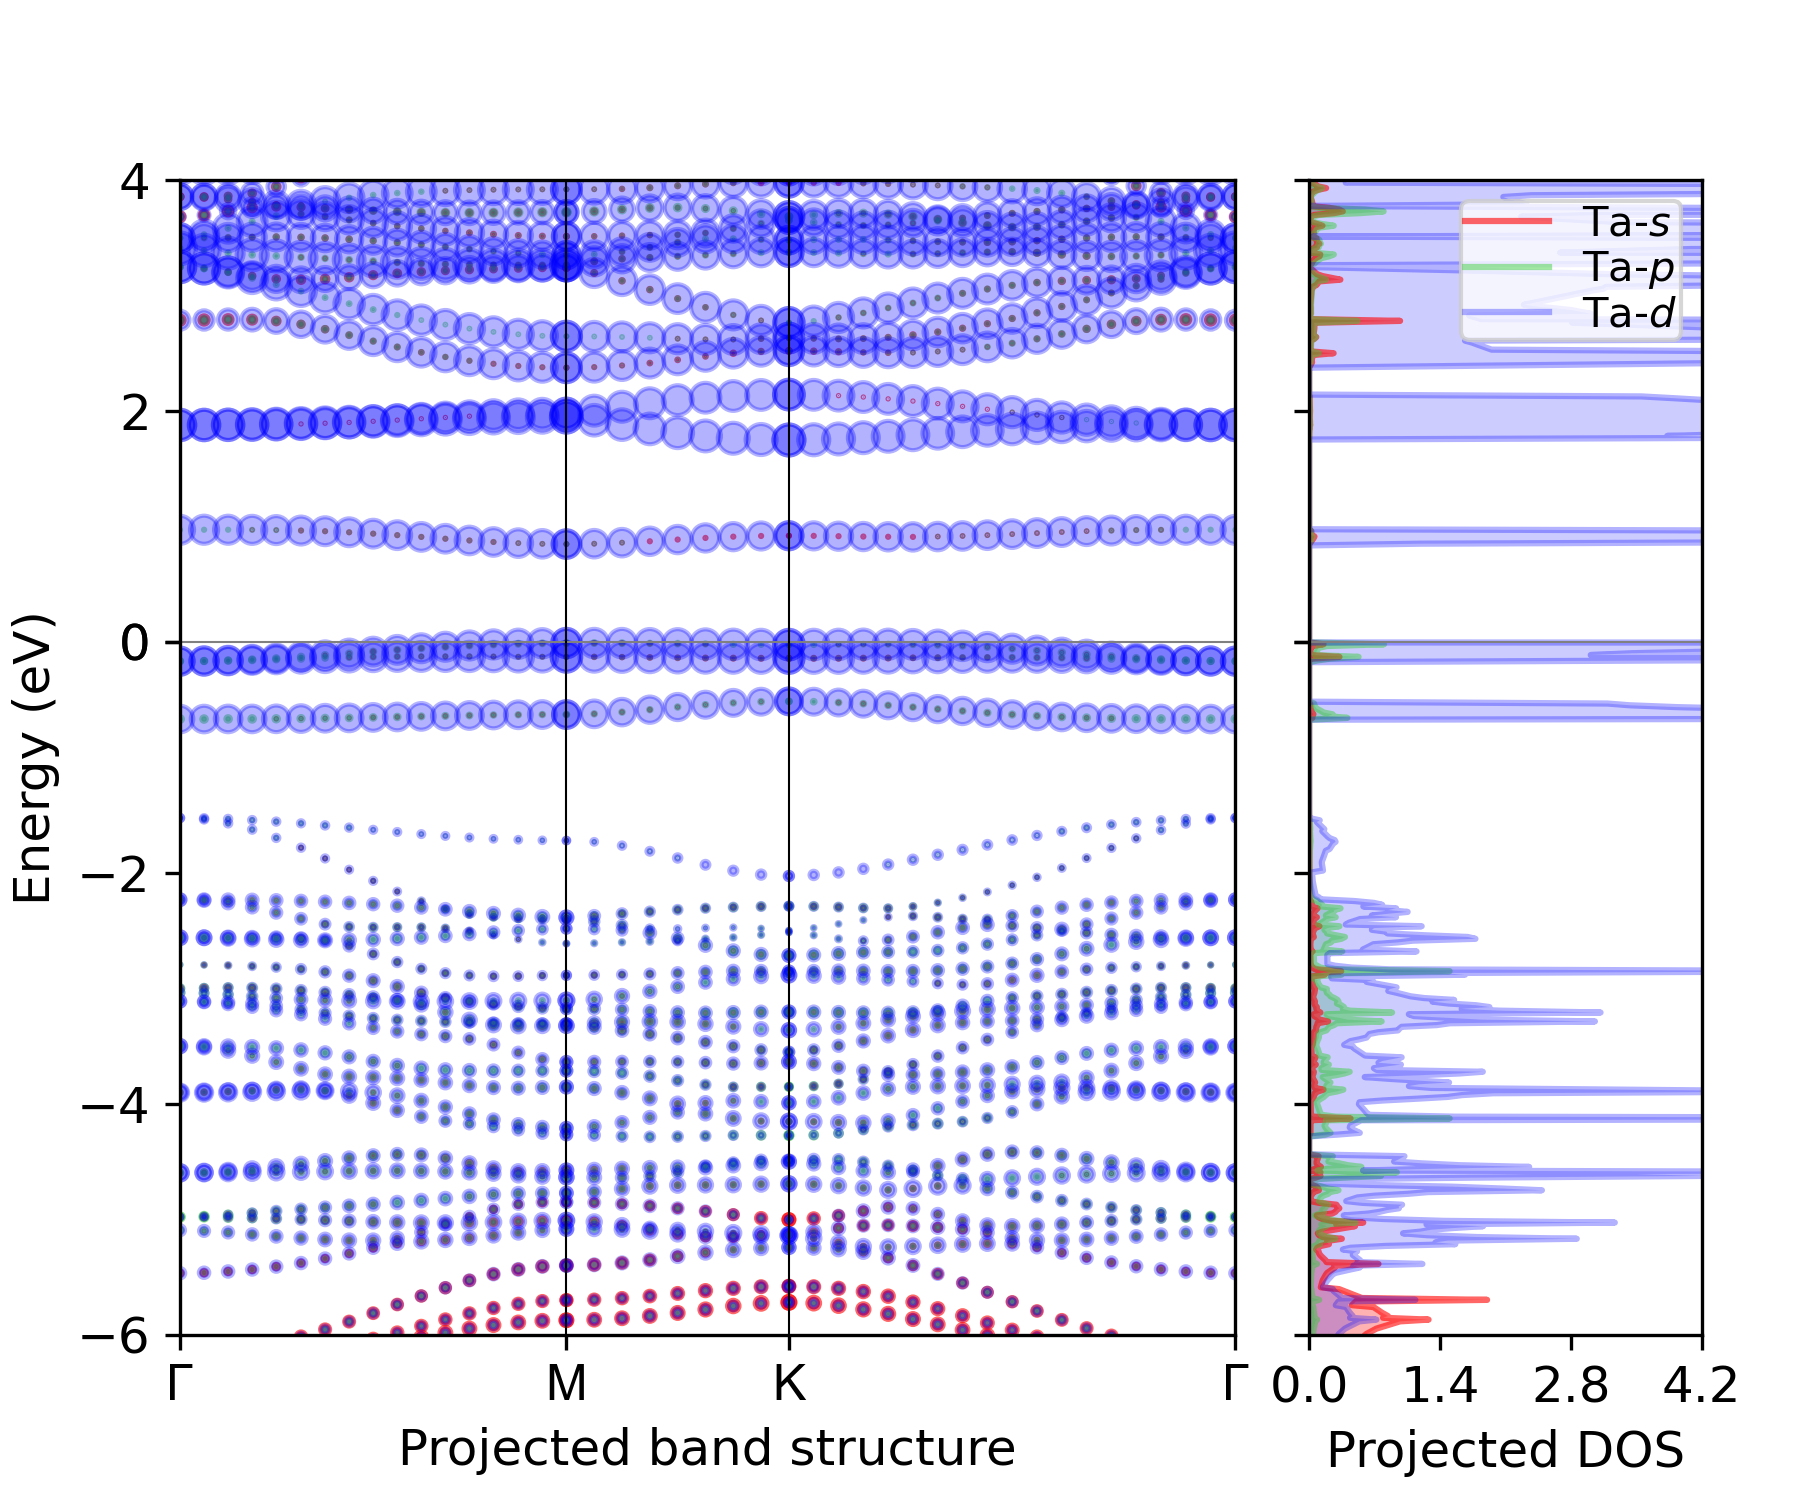 4
2
0
−2
−4
−6
Energy (eV)
Γ
M
K
Γ
Projected band structure
Ta-s
Ta-p
Ta-d
0.0
1.4
2.8
4.2
Projected DOS